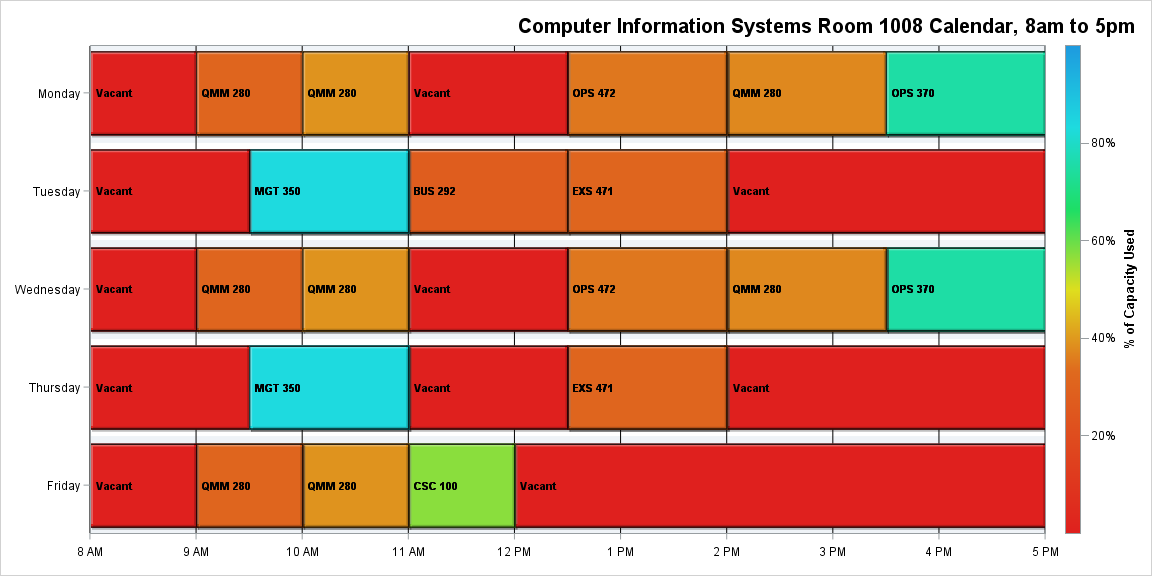 Computer Information Systems Room 1008 Calendar, 8am to 5pm
Monday
Vacant
QMM 280
QMM 280
Vacant
OPS 472
QMM 280
OPS 370
Tuesday
Vacant
MGT 350
BUS 292
EXS 471
Vacant
Wednesday
Vacant
QMM 280
QMM 280
Vacant
OPS 472
QMM 280
OPS 370
Thursday
Vacant
MGT 350
Vacant
EXS 471
Vacant
Friday
Vacant
QMM 280
QMM 280
CSC 100
Vacant
8 AM
9 AM
10 AM
11 AM
12 PM
1 PM
2 PM
3 PM
4 PM
5 PM
80%
60%
40%
20%
% of Capacity Used